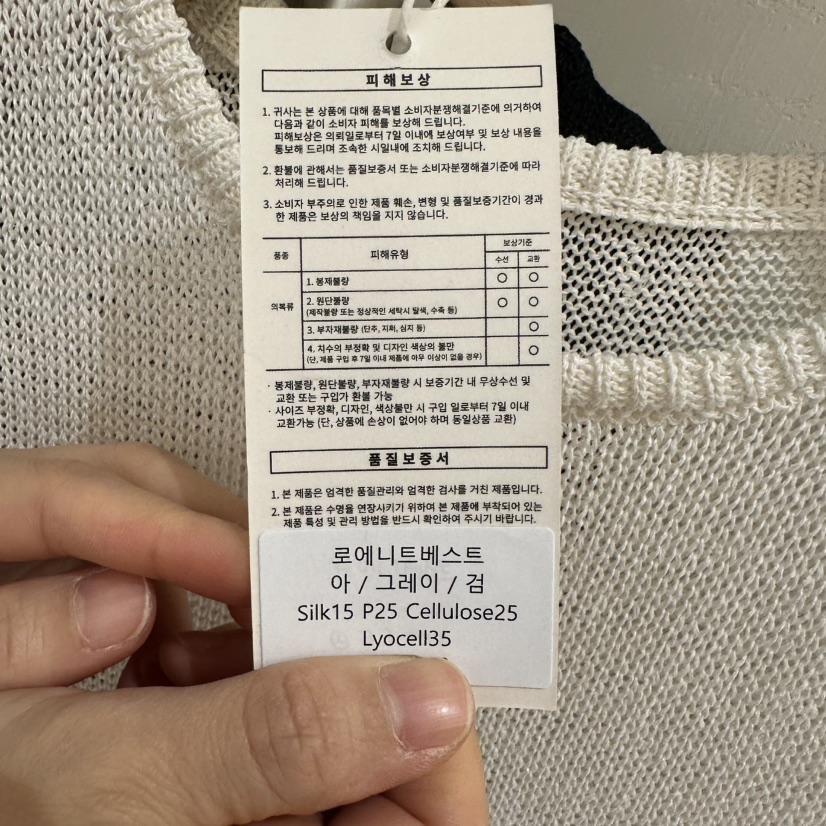 피해보상
1. 귀사는 본 상품에 대해 품목별 소비자분쟁해결기준에 의거하여
다음과 같이 소비자 피해를 보상해 드립니다.
피해보상은 의뢰일로부터 7일 이내에 보상여부 및 보상 내용을
통보해 드리며 조속한 시일내에 조치해 드립니다.
2. 환불에 관해서는 품질보증서 또는 소비자분쟁해결기준에 따라
처리해 드립니다.
3. 소비자 부주의로 인한 제품 훼손, 변형 및 품질보증기간이 경과
한 제품은 보상의 책임을 지지 않습니다.
품종 피해유형 보상기준
수선 교환
의복류
1. 봉제불량 ○ ○
2. 원단불량 ○ ○
(제작불량 또는 정상적인 세탁시 탈색, 수축 등)
3. 부자재불량 (단추, 지퍼, 심지 등) ○
4. 치수의 부정확 및 디자인 색상의 불만 ○
(단, 제품 구입 후 7일 이내 제품에 아무 이상이 없을 경우)
· 봉제불량, 원단불량, 부자재불량 시 보증기간 내 무상수선 및
교환 또는 구입가 환불 가능
· 사이즈 부정확, 디자인, 색상불만 시 구입 일로부터 7일 이내
교환가능 (단, 상품에 손상이 없어야 하며 동일상품 교환)
품질보증서
1. 본 제품은 엄격한 품질관리와 엄격한 검사를 거친 제품입니다.
2. 본 제품은 수명을 연장시키기 위하여 본 제품에 부착되어 있는
제품 특성 및 관리 방법을 반드시 확인하여 주시기 바랍니다.
로에니트베스트
아 / 그레이 / 검
Silk15 P25 Cellulose25
Lyocell35